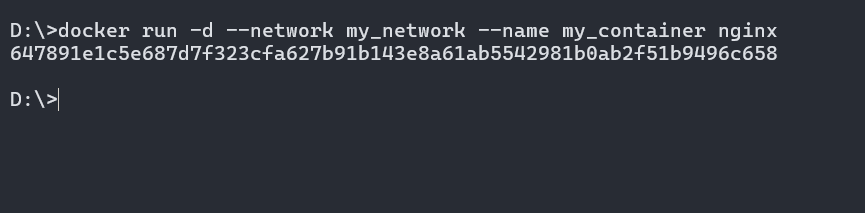 D:\>docker run -d --network my_network --name my_container nginx
647891e1c5e687d7f323cfa627b91b143e8a61ab5542981b0ab2f51b9496c658
D:\>